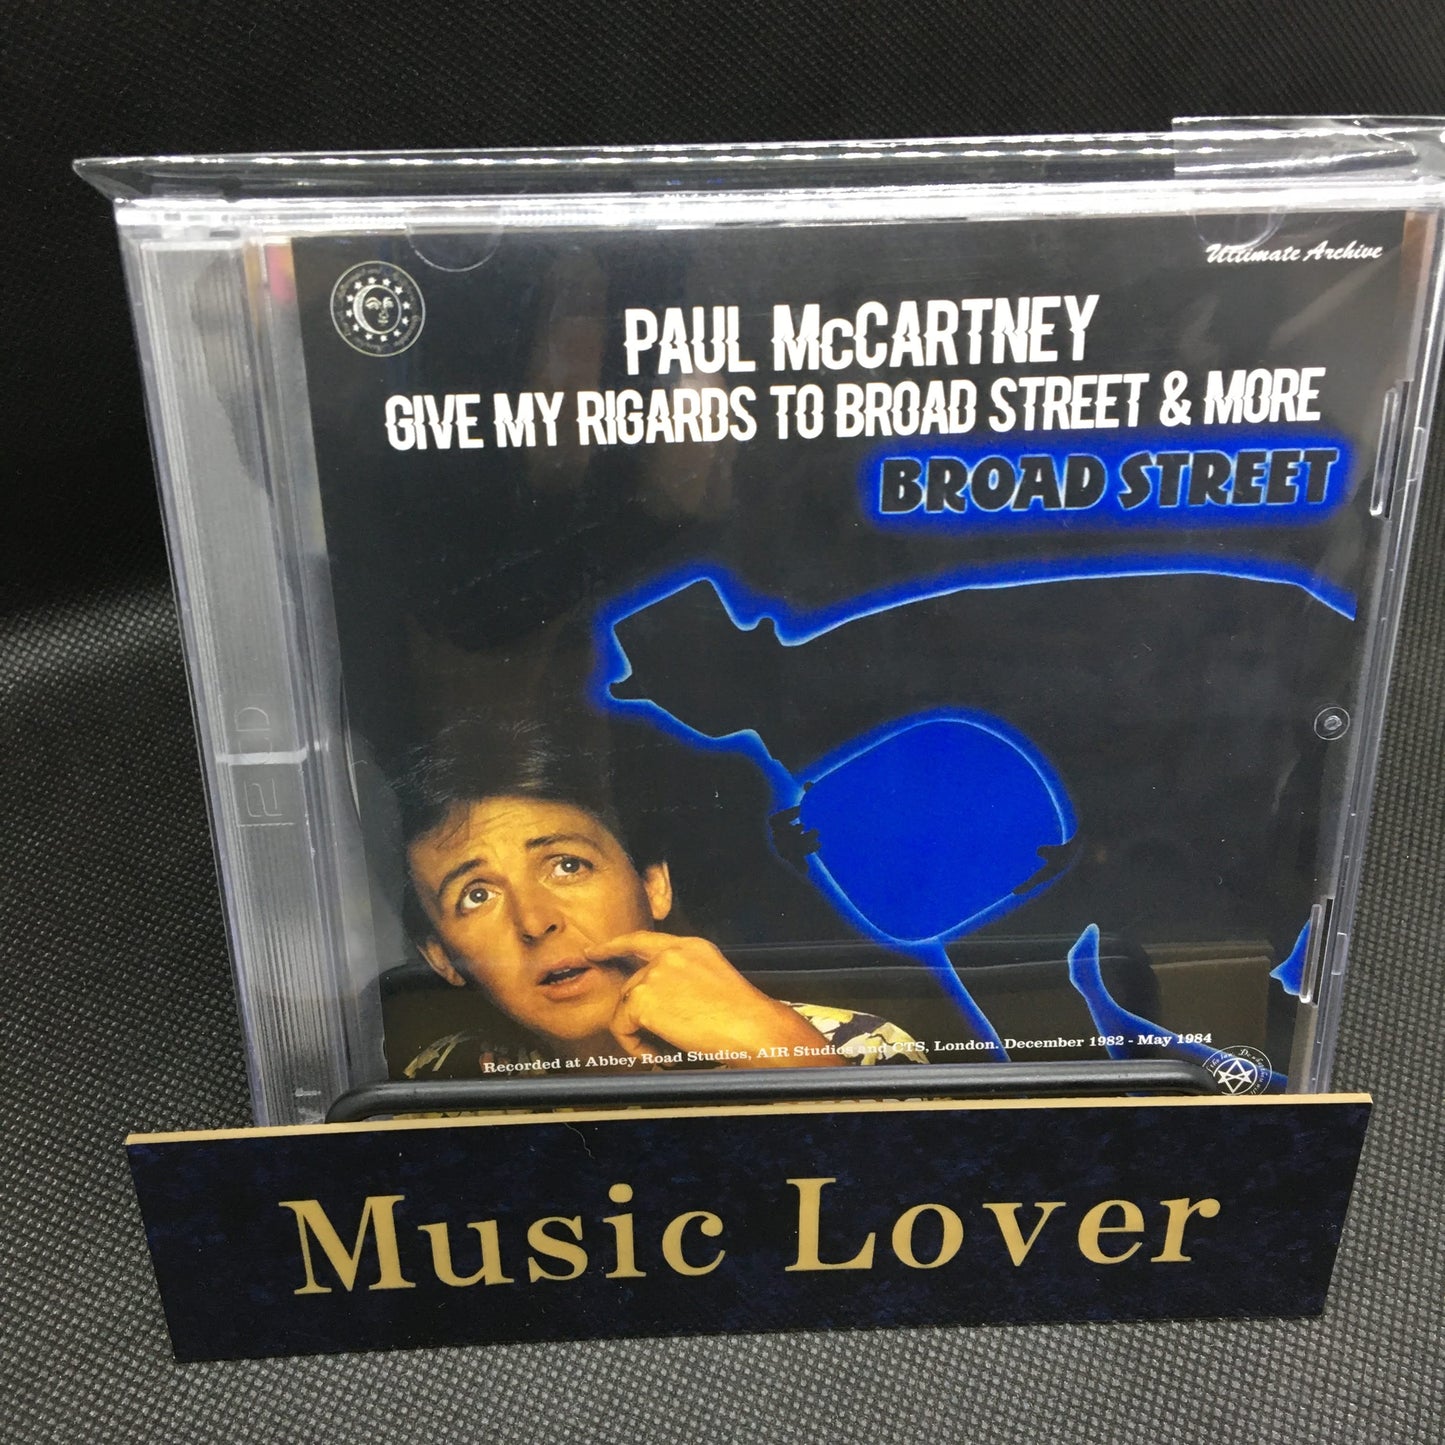 Ultimate Archive
PAUL McCARTNEY
GIVE MY RIGARDS TO BROAD STREET & MORE
BROAD STREET
Recorded at Abbey Road Studios, AIR Studios and CTS, London. December 1982 - May 1984
Music Lover